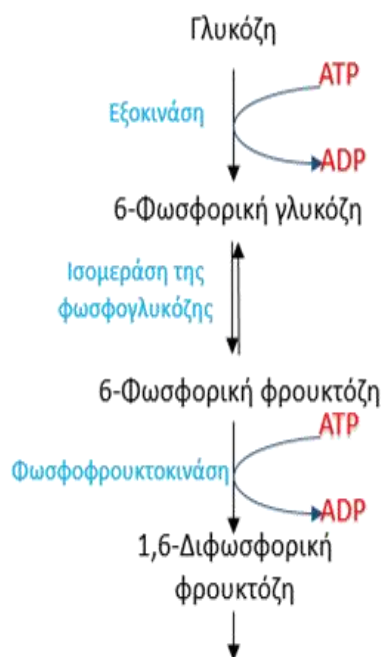 Γλυκόζη
ATP
Εξοκινάση
ADP
6-Φωσφορική γλυκόζη
Ισομεράση της
φωσφογλυκόζης
6-Φωσφορική φρουκτόζη
ATP
Φωσφοφρουκτοκινάση
ADP
1,6-Διφωσφορική
φρουκτόζη